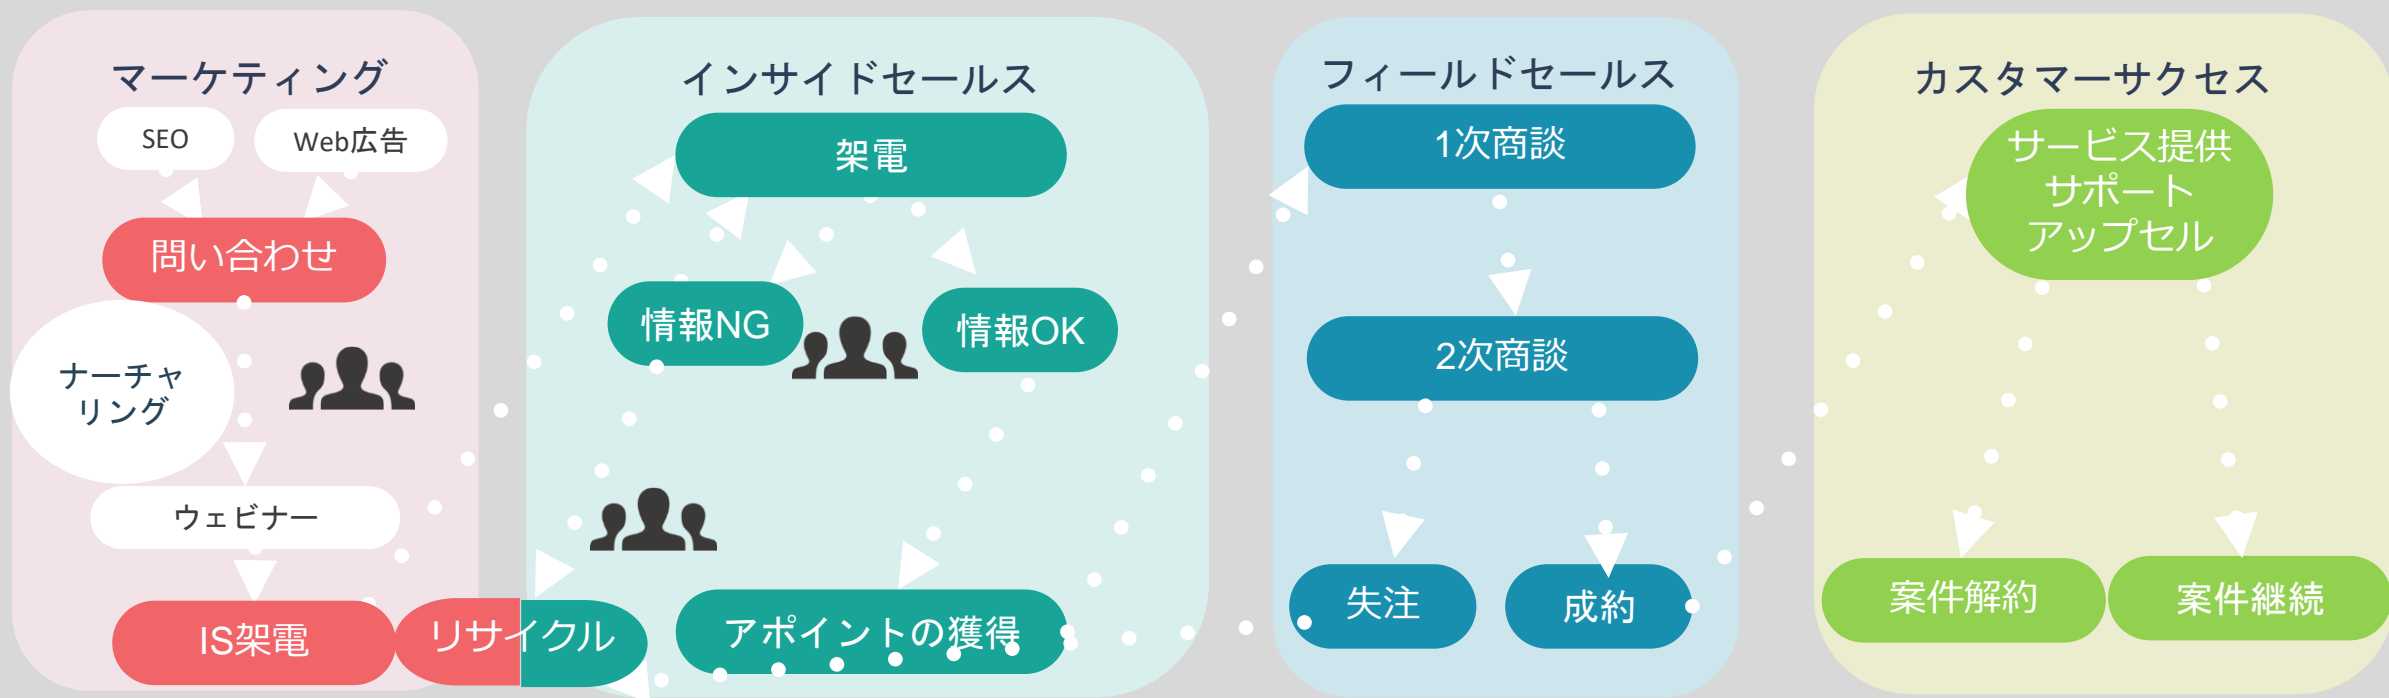 マーケティング
SEO
Web広告
問い合わせ
ナーチャ
リング
ウェビナー
IS架電
リサイクル
インサイドセールス
架電
情報NG
情報OK
アポイントの獲得
フィールドセールス
1次商談
2次商談
失注
成約
カスタマーサクセス
サービス提供
サポート
アップセル
案件解約
案件継続